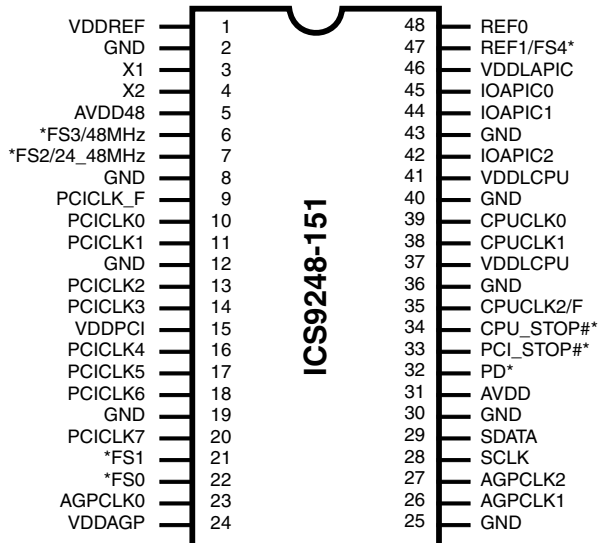 VDDREF 1 48 REF0
GND 2 47 REF1/FS4*
X1 3 46 VDDLAPIC
X2 4 45 IOAPIC0
AVDD48 5 44 IOAPIC1
*FS3/48MHz 6 43 GND
*FS2/24_48MHz 7 42 IOAPIC2
GND 8 41 VDDLCPU
PCICLK_F 9 40 GND
PCICLK0 10 39 CPUCLK0
PCICLK1 11 38 CPUCLK1
GND 12 37 VDDLCPU
PCICLK2 13 36 GND
PCICLK3 14 35 CPUCLK2/F
VDDPCI 15 34 CPU_STOP#*
PCICLK4 16 33 PCI_STOP#*
PCICLK5 17 32 PD*
PCICLK6 18 31 AVDD
GND 19 30 GND
PCICLK7 20 29 SDATA
*FS1 21 28 SCLK
*FS0 22 27 AGPCLK2
AGPCLK0 23 26 AGPCLK1
VDDAGP 24 25 GND
ICS9248-151